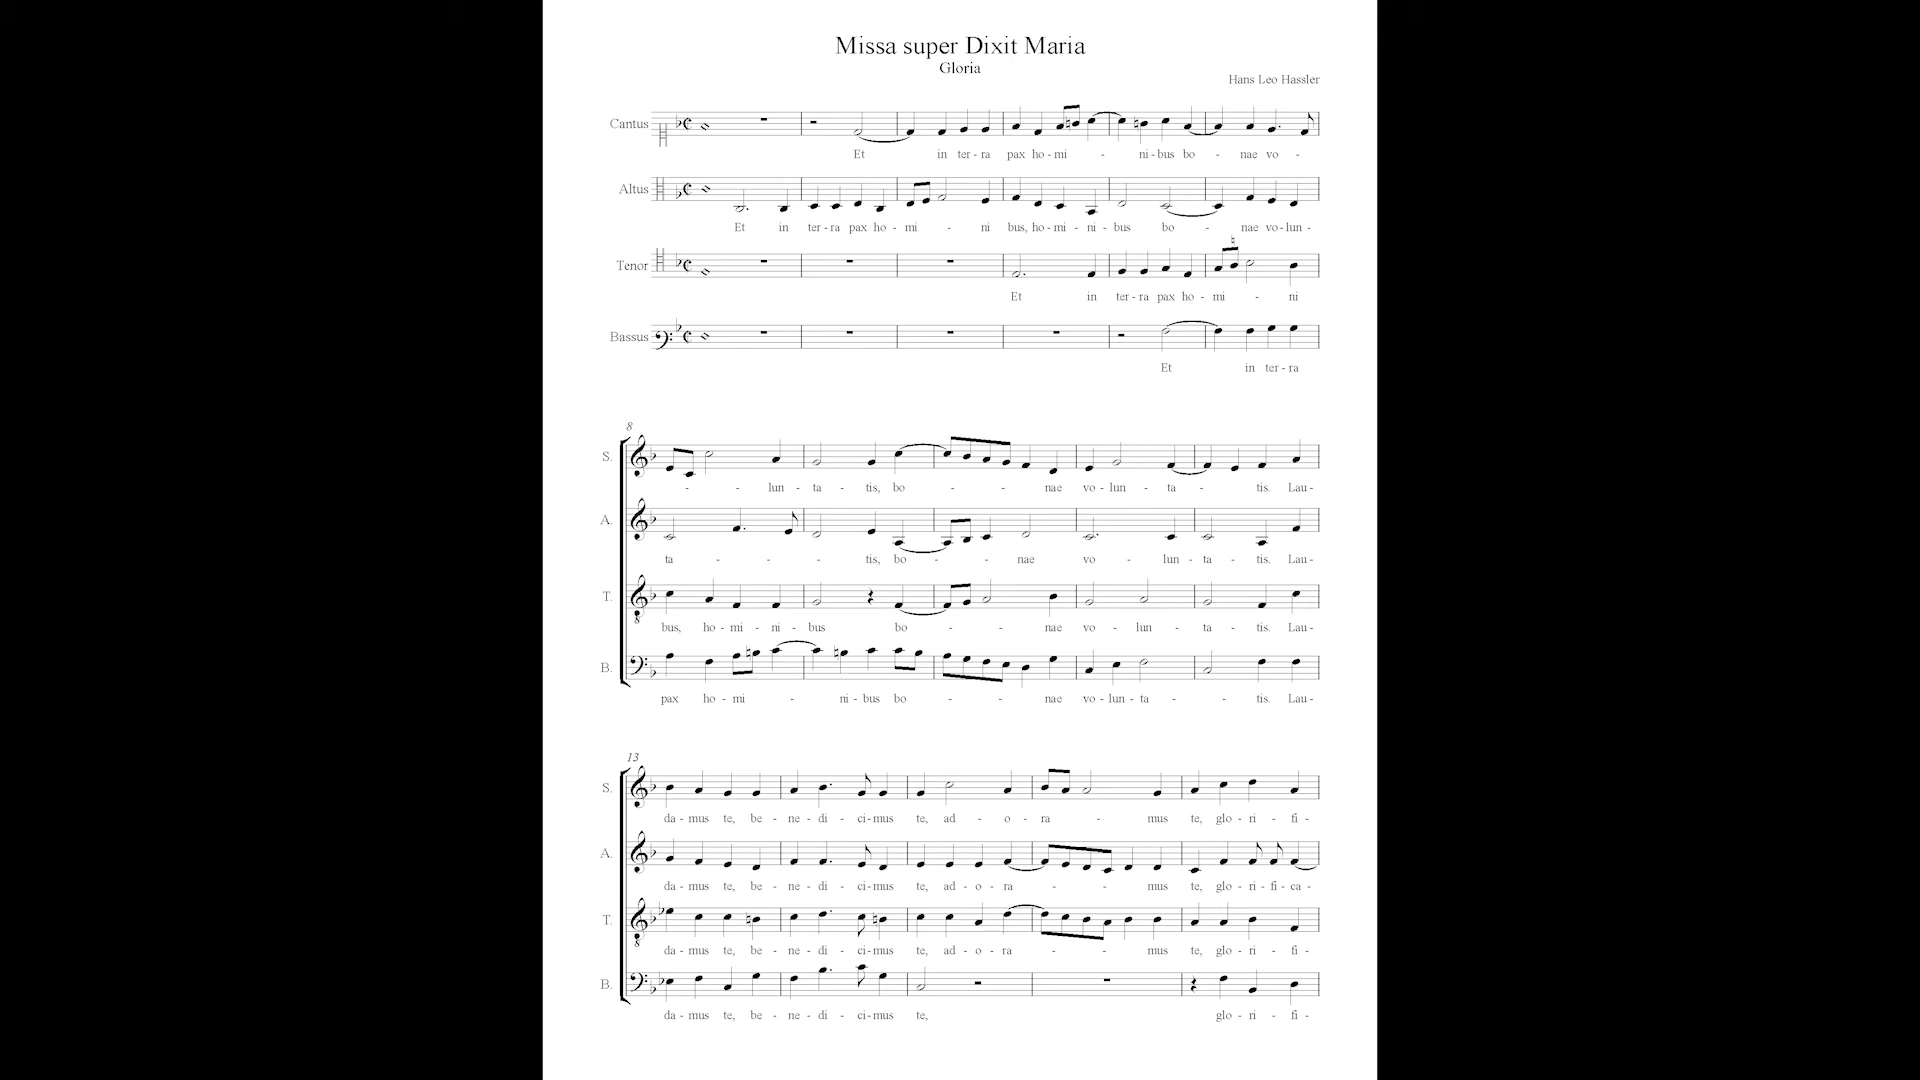 Missa super Dixit Maria
Gloria
Hans Leo Hassler
Cantus
Et in ter - ra pax ho - mi - ni - bus bo - nae vo -
Altus
Et in ter - ra pax ho - mi - ni bus, ho - mi - ni - bus bo - nae vo - lun -
Tenor
Et in ter - ra pax ho - mi - ni
Bassus
Et in ter - ra
8
S.
- - lun - ta - tis, bo - - - nae vo - lun - ta - tis. Lau -
A.
ta - - - - tis, bo - - nae vo - lun - ta - tis. Lau -
T.
bus, ho - mi - ni - bus bo - - nae vo - lun - ta - tis. Lau -
B.
pax ho - mi - ni - bus bo - - - nae vo - lun - ta - - tis. Lau -
13
S.
da - mus te, be - ne - di - ci - mus te, ad - o - ra - mus te, glo - ri - fi -
A.
da - mus te, be - ne - di - ci - mus te, ad - o - ra - - - mus te, glo - ri - fi - ca -
T.
da - mus te, be - ne - di - ci - mus te, ad - o - ra - - - mus te, glo - ri - fi -
B.
da - mus te, be - ne - di - ci - mus te, glo - ri - fi -